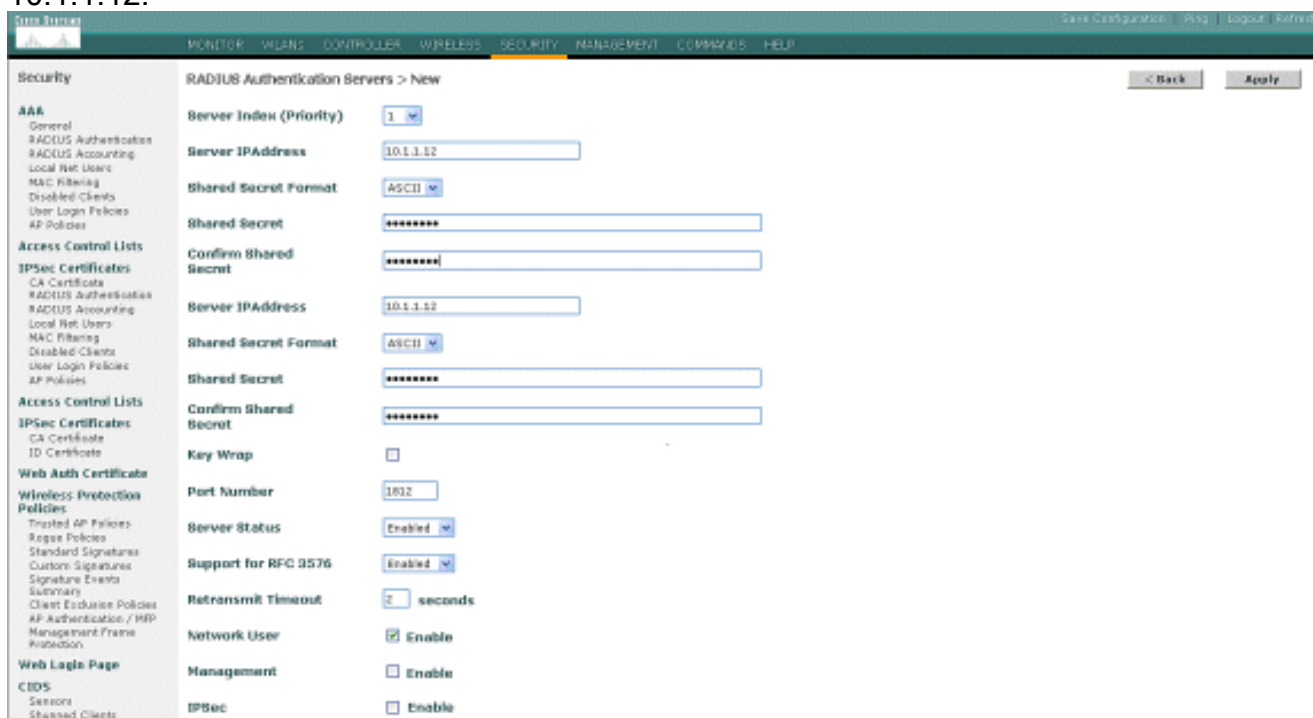 10.1.1.12.
Cisco Systems
Save Configuration | Ping | Logout | Refresh
MONITOR WLANs CONTROLLER WIRELESS SECURITY MANAGEMENT COMMANDS HELP
Security
AAA
General
RADIUS Authentication
RADIUS Accounting
Local Net Users
MAC Filtering
Disabled Clients
User Login Policies
AP Policies
Access Control Lists
IPSec Certificates
CA Certificate
RADIUS Authentication
RADIUS Accounting
Local Net Users
MAC Filtering
Disabled Clients
User Login Policies
AP Policies
Access Control Lists
IPSec Certificates
CA Certificate
ID Certificate
Web Auth Certificate
Wireless Protection
Policies
Trusted AP Policies
Rogue Policies
Standard Signatures
Custom Signatures
Signature Events
Summary
Client Exclusion Policies
AP Authentication / MFP
Management Frame
Protection
Web Login Page
CIDS
Sensors
Shunned Clients
RADIUS Authentication Servers > New
< Back
Apply
Server Index (Priority) 1
Server IPAddress 10.1.1.12
Shared Secret Format ASCII
Shared Secret ••••••••
Confirm Shared
Secret ••••••••
Server IPAddress 10.1.1.12
Shared Secret Format ASCII
Shared Secret ••••••••
Confirm Shared
Secret ••••••••
Key Wrap
Port Number 1812
Server Status Enabled
Support for RFC 3576 Enabled
Retransmit Timeout 2 seconds
Network User Enable
Management Enable
IPSec Enable